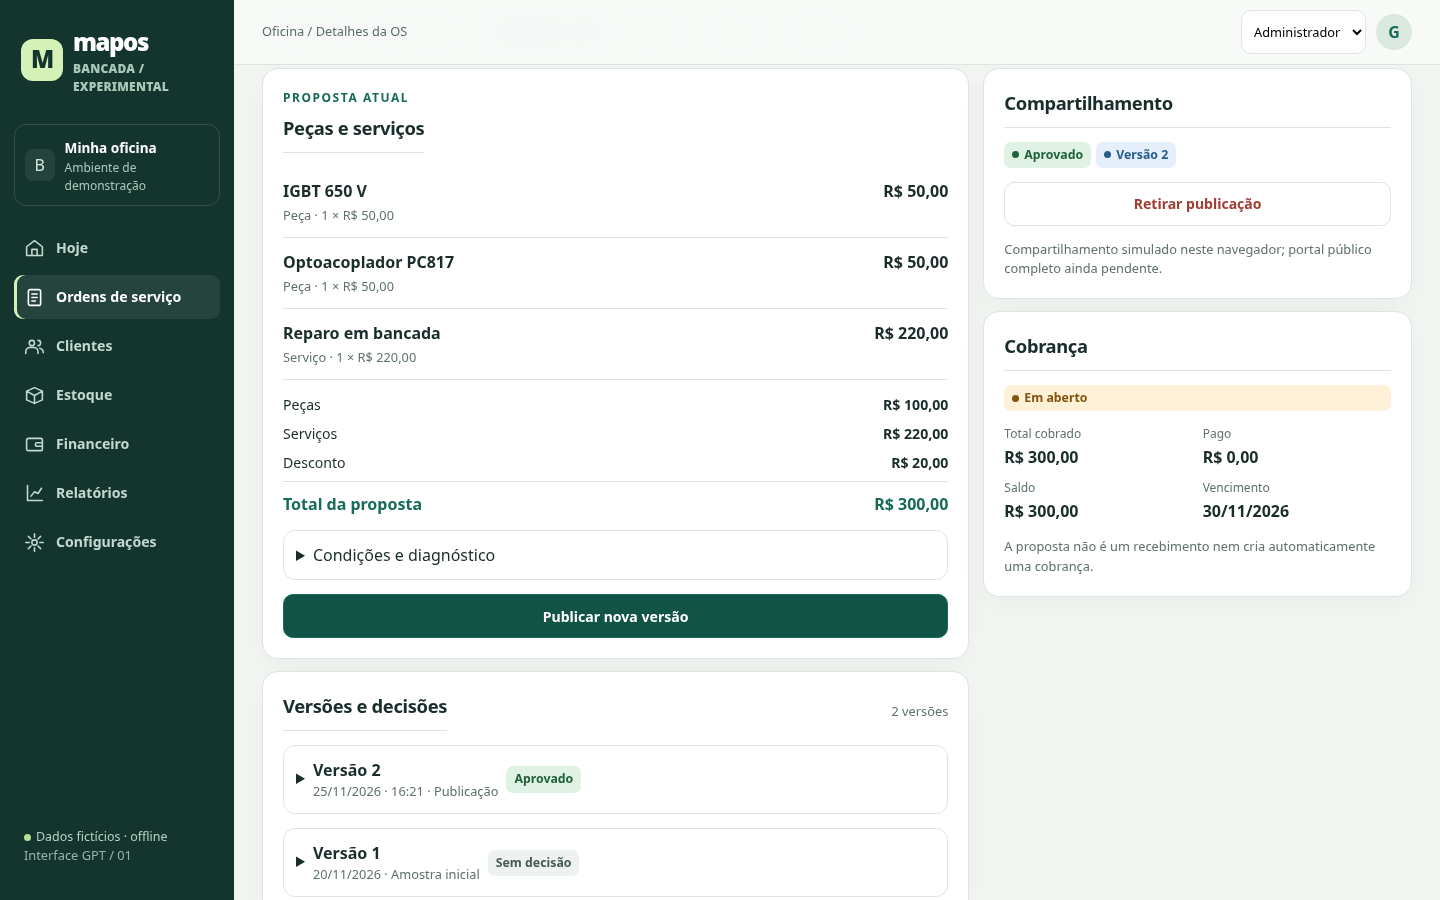 M
mapos
BANCADA /
EXPERIMENTAL
B
Minha oficina
Ambiente de
demonstração
Hoje
Ordens de serviço
Clientes
Estoque
Financeiro
Relatórios
Configurações
Dados fictícios · offline
Interface GPT / 01
Oficina / Detalhes da OS
Administrador
G
PROPOSTA ATUAL
Peças e serviços
IGBT 650 V R$ 50,00
Peça · 1 × R$ 50,00
Optoacoplador PC817 R$ 50,00
Peça · 1 × R$ 50,00
Reparo em bancada R$ 220,00
Serviço · 1 × R$ 220,00
Peças R$ 100,00
Serviços R$ 220,00
Desconto R$ 20,00
Total da proposta R$ 300,00
Condições e diagnóstico
Publicar nova versão
Versões e decisões 2 versões
Versão 2
25/11/2026 · 16:21 · Publicação Aprovado
Versão 1
20/11/2026 · Amostra inicial Sem decisão
Compartilhamento
Aprovado Versão 2
Retirar publicação
Compartilhamento simulado neste navegador; portal público
completo ainda pendente.
Cobrança
Em aberto
Total cobrado Pago
R$ 300,00 R$ 0,00
Saldo Vencimento
R$ 300,00 30/11/2026
A proposta não é um recebimento nem cria automaticamente
uma cobrança.